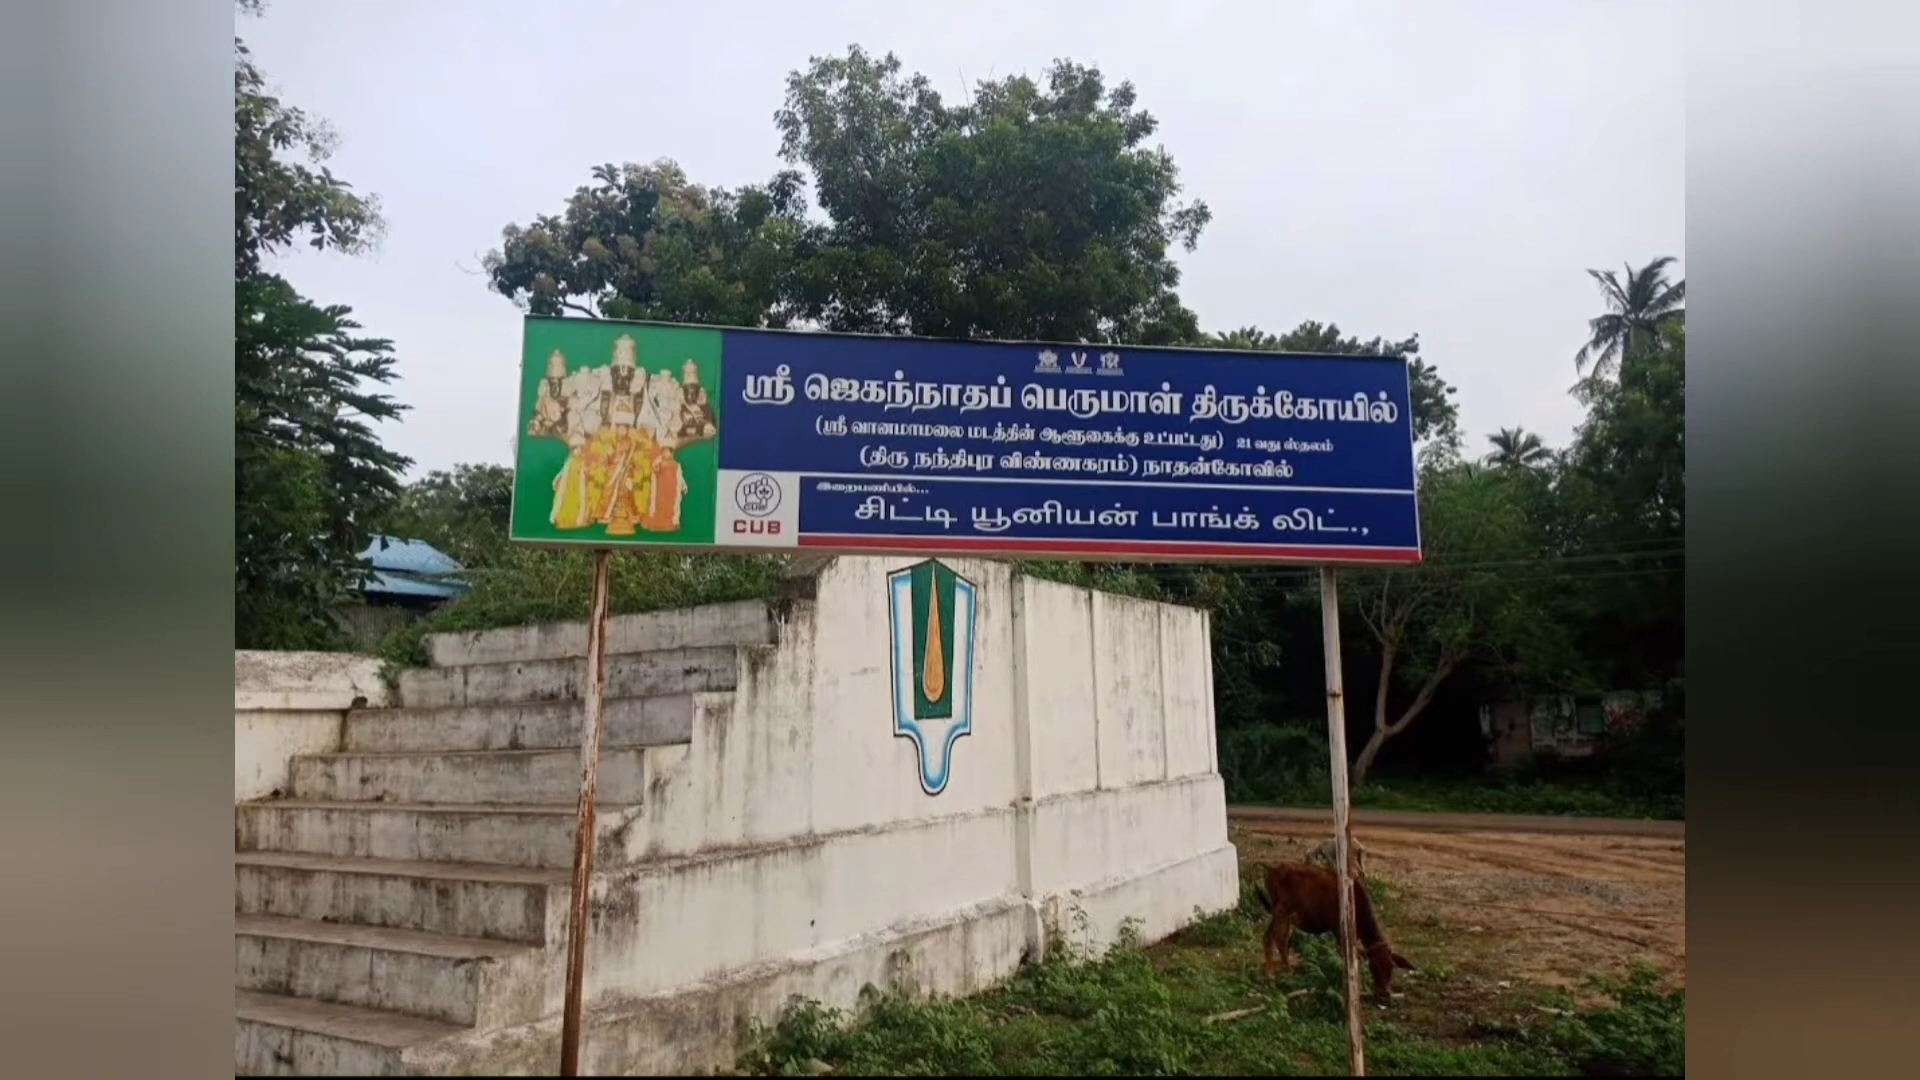 ஸ்ரீ ஜெகந்நாதப் பெருமாள் திருக்கோயில்
(ஸ்ரீ வானமாமலை மடத்தின் ஆளுகைக்கு உட்பட்டது) 21 வது ஸ்தலம்
(திரு நந்திபுர விண்ணகரம்) நாதன்கோவில்
இறைபணியில்...
சிட்டி யூனியன் பாங்க் லிட்.,
CUB
CUB